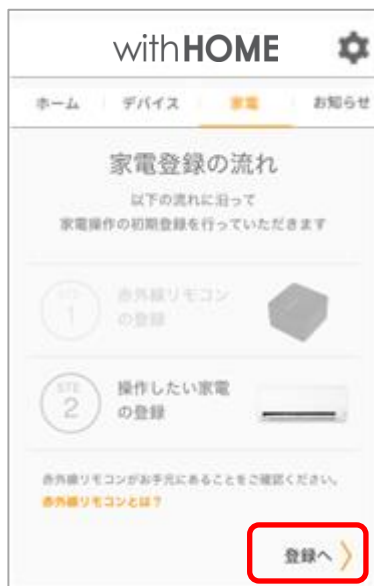 withHOME
ホーム デバイス 家電 お知らせ
家電登録の流れ
以下の流れに沿って
家電操作の初期登録を行っていただきます
STE
1
赤外線リモコン
の登録
STE
2
操作したい家電
の登録
赤外線リモコンがお手元にあることをご確認ください。
赤外線リモコンとは？
登録へ 〉